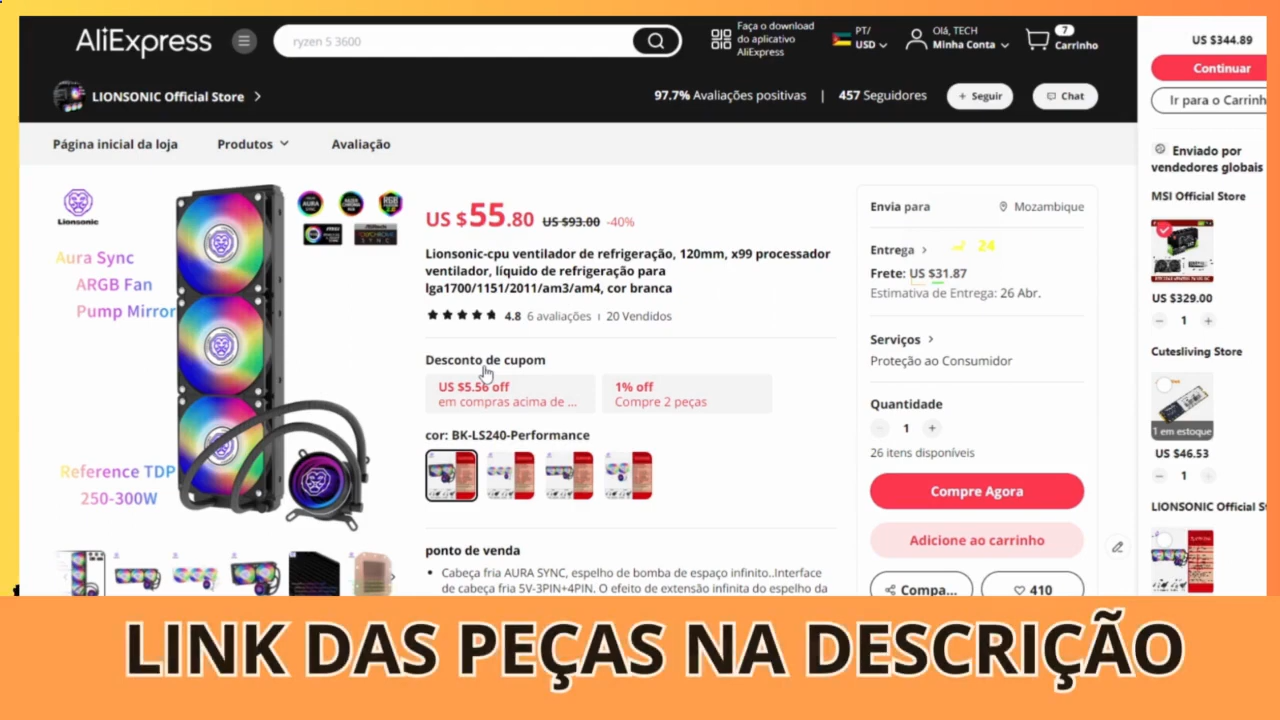 AliExpress
ryzen 5 3600
Faça o download
do aplicativo
AliExpress
PT/
USD
Olá, TECH
Minha Conta
7
Carrinho
LIONSONIC Official Store
97.7% Avaliações positivas | 457 Seguidores
+ Seguir
Chat
Página inicial da loja
Produtos
Avaliação
Lionsonic
Aura Sync
ARGB Fan
Pump Mirror
Reference TDP
250-300W
US $55.80 US $93.00 -40%
Lionsonic-cpu ventilador de refrigeração, 120mm, x99 processador
ventilador, líquido de refrigeração para
lga1700/1151/2011/am3/am4, cor branca
4.8 6 avaliações | 20 Vendidos
Desconto de cupom
US $5.56 off
em compras acima de ...
1% off
Compre 2 peças
cor: BK-LS240-Performance
ponto de venda
• Cabeça fria AURA SYNC, espelho de bomba de espaço infinito..Interface
de cabeça fria 5V-3PIN+4PIN. O efeito de extensão infinita do espelho da
Envia para
Mozambique
Entrega
24
Frete: US $31.87
Estimativa de Entrega: 26 Abr.
Serviços
Proteção ao Consumidor
Quantidade
− 1 +
26 itens disponíveis
Compre Agora
Adicione ao carrinho
Compa...
410
US $344.89
Continuar
Ir para o Carrinh
Enviado por
vendedores globais
MSI Official Store
US $329.00
− 1 +
Cutesliving Store
1 em estoque
US $46.53
− 1 +
LIONSONIC Official S
LINK DAS PEÇAS NA DESCRIÇÃO